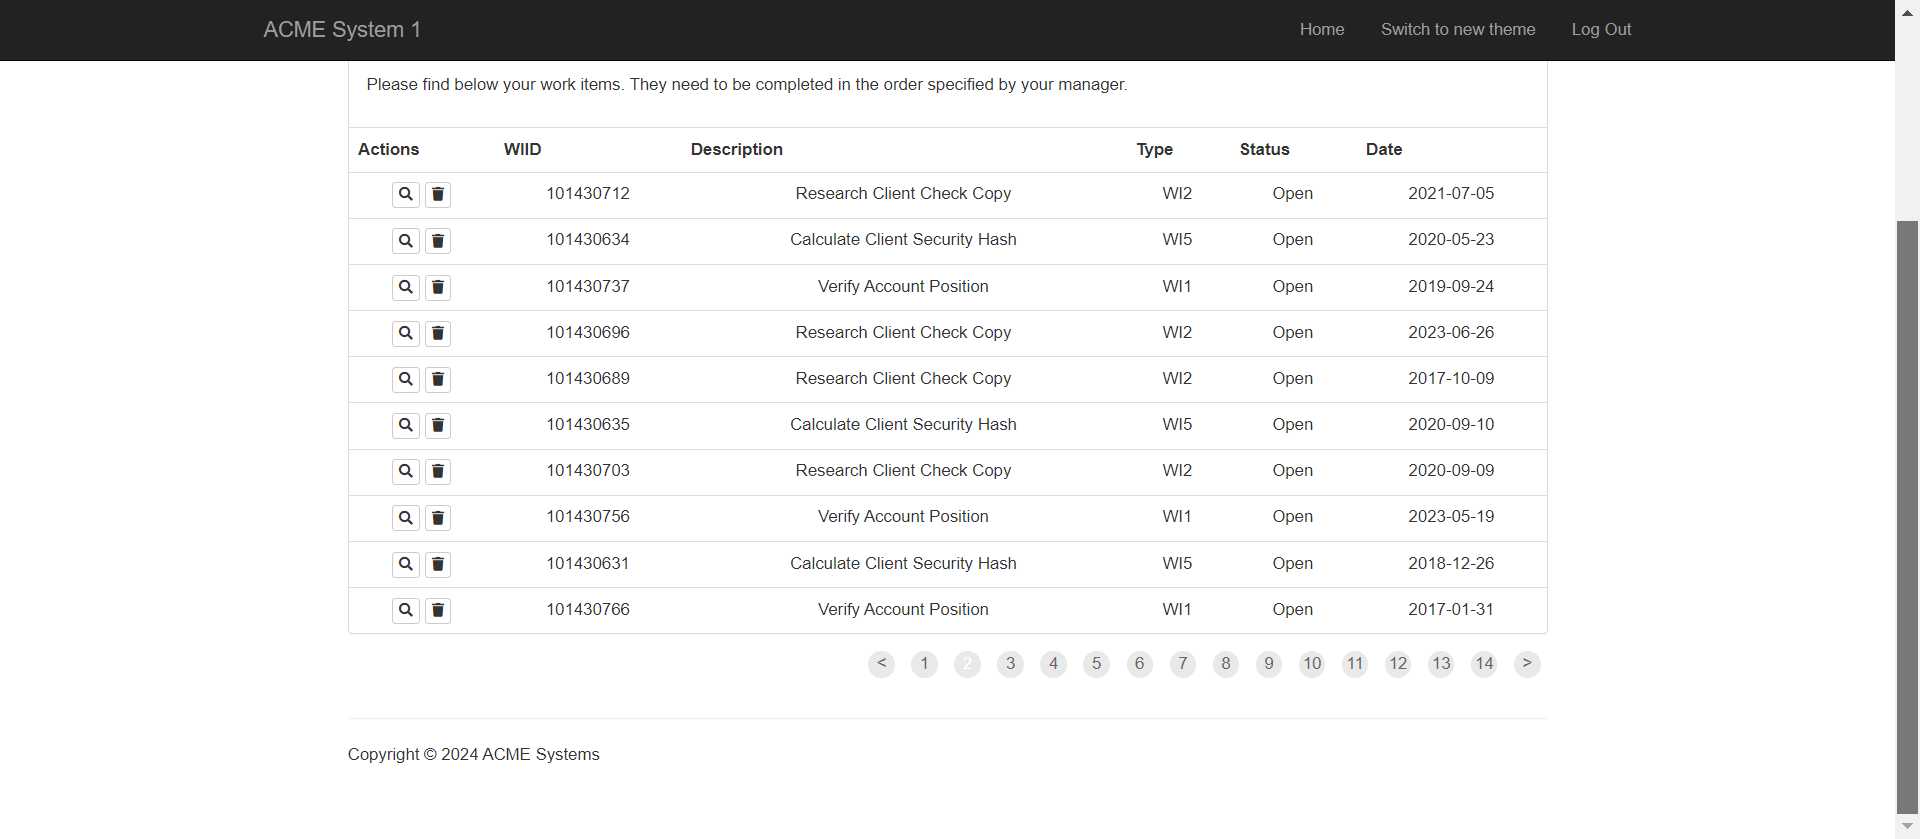 ACME System 1 Home Switch to new theme Log Out
Please find below your work items. They need to be completed in the order specified by your manager.
Actions WIID Description Type Status Date
101430712 Research Client Check Copy WI2 Open 2021-07-05
101430634 Calculate Client Security Hash WI5 Open 2020-05-23
101430737 Verify Account Position WI1 Open 2019-09-24
101430696 Research Client Check Copy WI2 Open 2023-06-26
101430689 Research Client Check Copy WI2 Open 2017-10-09
101430635 Calculate Client Security Hash WI5 Open 2020-09-10
101430703 Research Client Check Copy WI2 Open 2020-09-09
101430756 Verify Account Position WI1 Open 2023-05-19
101430631 Calculate Client Security Hash WI5 Open 2018-12-26
101430766 Verify Account Position WI1 Open 2017-01-31
< 1 2 3 4 5 6 7 8 9 10 11 12 13 14 >
Copyright © 2024 ACME Systems